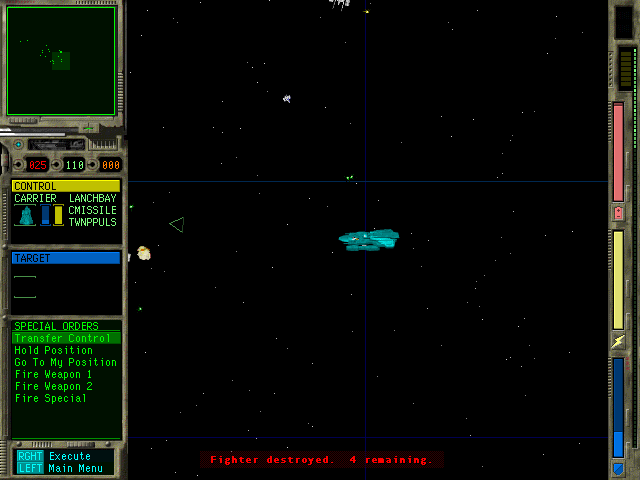 025 110 000
CONTROL
CARRIER LANCHBAY
CMISSILE
TWNPPULS
TARGET
SPECIAL ORDERS
Transfer Control
Hold Position
Go To My Position
Fire Weapon 1
Fire Weapon 2
Fire Special
RGHT Execute
LEFT Main Menu
Fighter destroyed. 4 remaining.